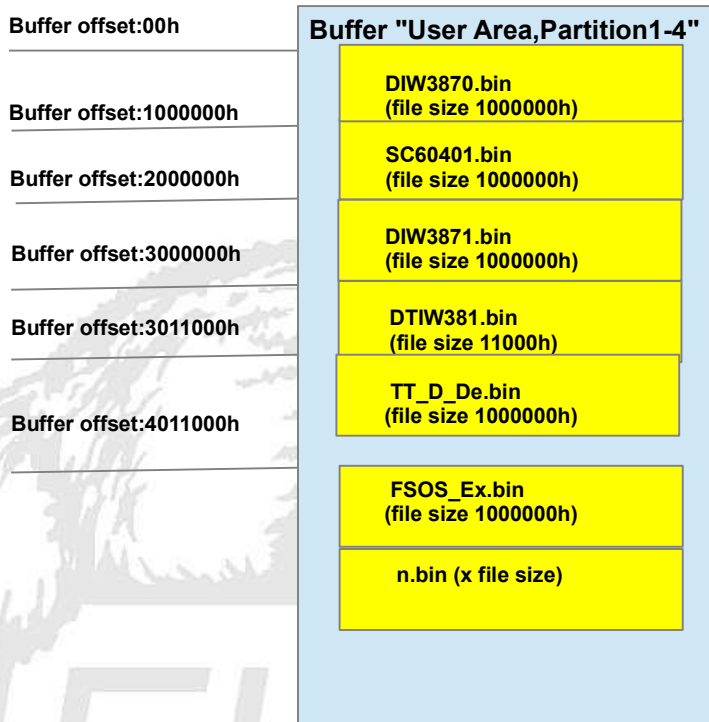 Buffer offset:00h
Buffer "User Area,Partition1-4"
DIW3870.bin
(file size 1000000h)
Buffer offset:1000000h
SC60401.bin
(file size 1000000h)
Buffer offset:2000000h
DIW3871.bin
(file size 1000000h)
Buffer offset:3000000h
DTIW381.bin
(file size 11000h)
Buffer offset:3011000h
TT_D_De.bin
(file size 1000000h)
Buffer offset:4011000h
FSOS_Ex.bin
(file size 1000000h)
n.bin (x file size)